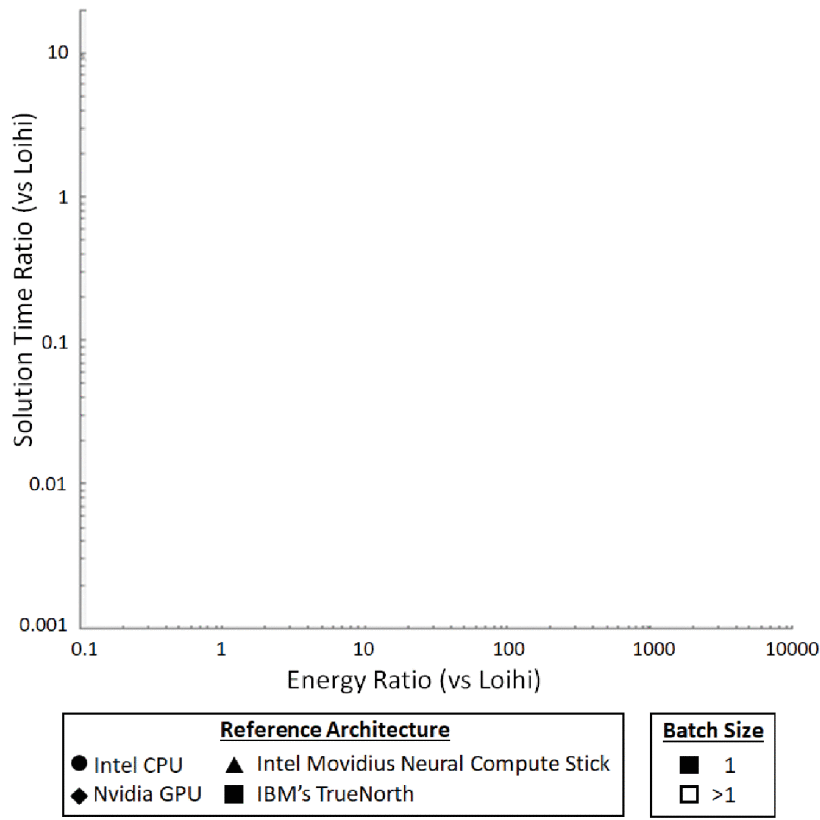 10
1
0.1
0.01
0.001
Solution Time Ratio (vs Loihi)
0.1 1 10 100 1000 10000
Energy Ratio (vs Loihi)
Reference Architecture
Intel CPU
Intel Movidius Neural Compute Stick
Nvidia GPU
IBM's TrueNorth
Batch Size
1
>1